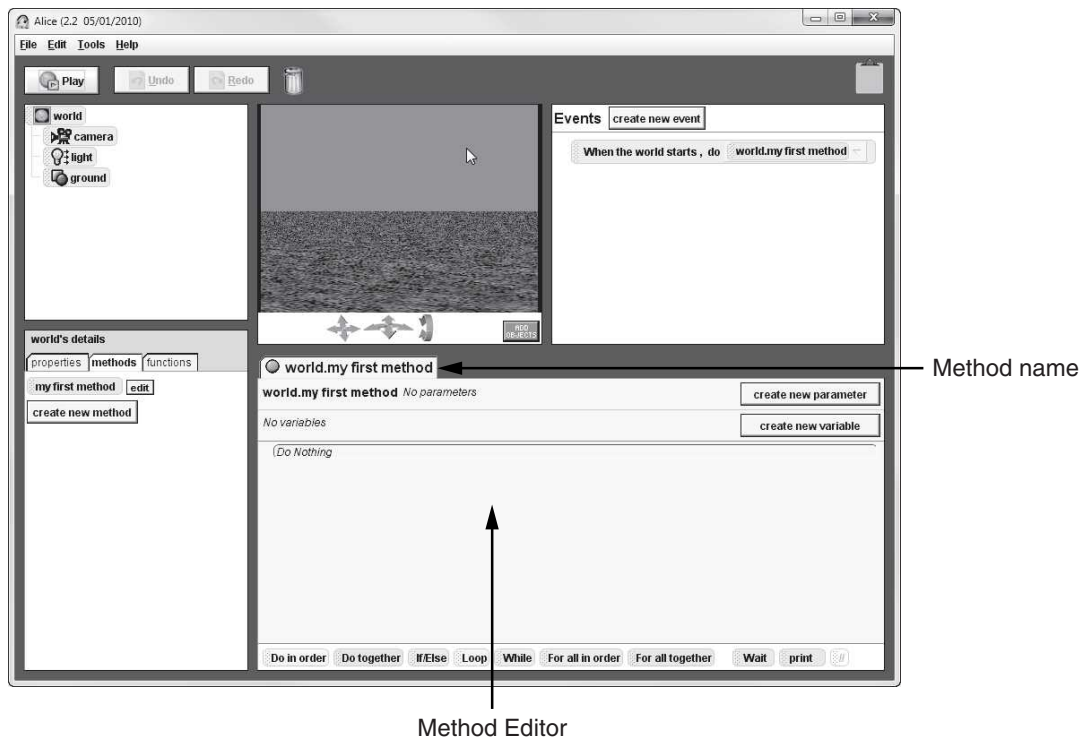 Alice (2.2 05/01/2010)
File Edit Tools Help
Play Undo Redo
world
camera
light
ground
Events create new event
When the world starts , do world.my first method
ADD OBJECTS
world's details
properties methods functions
my first method edit
create new method
world.my first method
Method name
world.my first method No parameters create new parameter
No variables create new variable
(Do Nothing
Do in order Do together If/Else Loop While For all in order For all together Wait print //
Method Editor